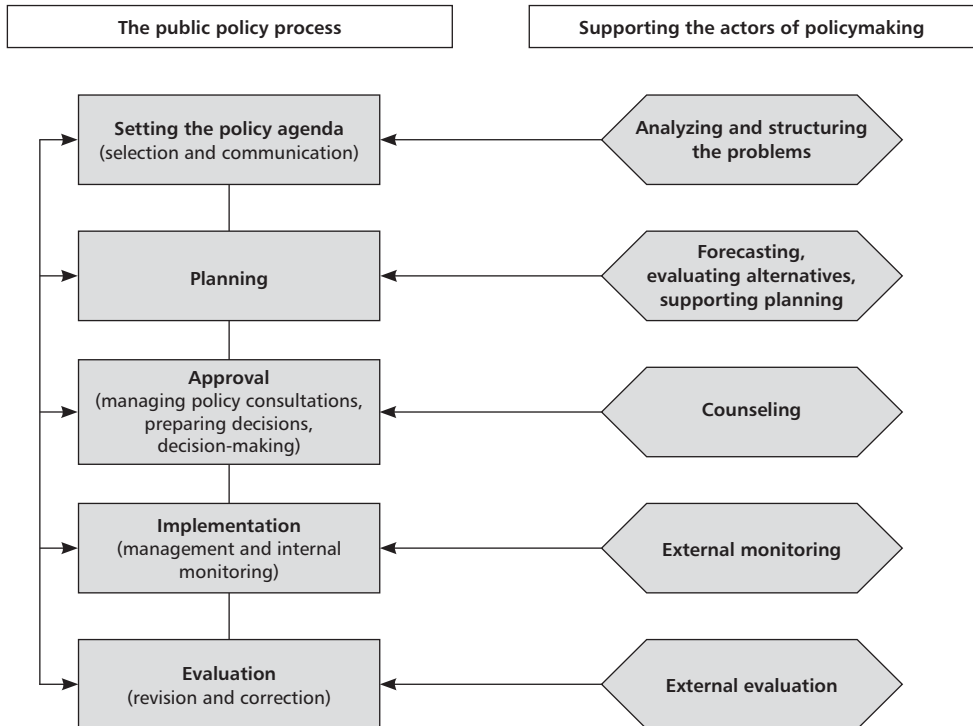 The public policy process
Supporting the actors of policymaking
Setting the policy agenda
(selection and communication)
Analyzing and structuring
the problems
Planning
Forecasting,
evaluating alternatives,
supporting planning
Approval
(managing policy consultations,
preparing decisions,
decision-making)
Counseling
Implementation
(management and internal
monitoring)
External monitoring
Evaluation
(revision and correction)
External evaluation